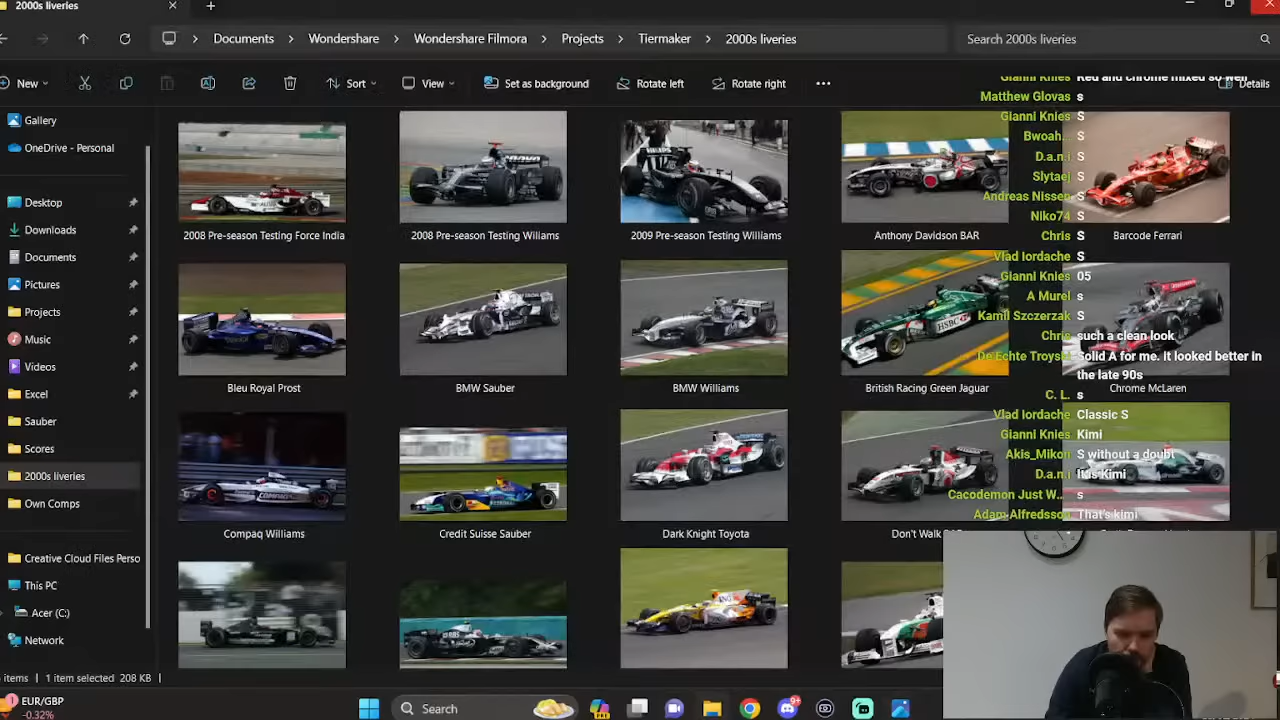 2000s liveries
Documents > Wondershare > Wondershare Filmora > Projects > Tiermaker > 2000s liveries
Search 2000s liveries
New
Sort
View
Set as background
Rotate left
Rotate right
Details
Gianni Knies Red and chrome mixed so well
Matthew Glovas s
Gianni Knies S
Bwoah.. S
D.a.n.i S
Slytaej S
Andreas Nissen S
Niko74 S
Chris S
Vlad Iordache S
Gianni Knies 05
A Murel s
Kamil Szczerzak S
Chris such a clean look
De Echte Troyski Solid A for me. it looked better in
the late 90s
C. L. s
Vlad Iordache Classic S
Gianni Knies Kimi
Akis_Mikon S without a doubt
D.a.n.i Itas Kimi
Cacodemon Just W... s
Adam Alfredsson That's kimi
Gallery
OneDrive - Personal
Desktop
Downloads
Documents
Pictures
Projects
Music
Videos
Excel
Sauber
Scores
2000s liveries
Own Comps
Creative Cloud Files Perso
This PC
Acer (C:)
Network
2008 Pre-season Testing Force India
2008 Pre-season Testing Wiliams
2009 Pre-season Testing Williams
Anthony Davidson BAR
Barcode Ferrari
Bleu Royal Prost
BMW Sauber
BMW Williams
British Racing Green Jaguar
Chrome McLaren
HSBC
Compaq Williams
Credit Suisse Sauber
Dark Knight Toyota
Don't Walk
items | 1 item selected 208 KB |
EUR/GBP
-0.32%
Search